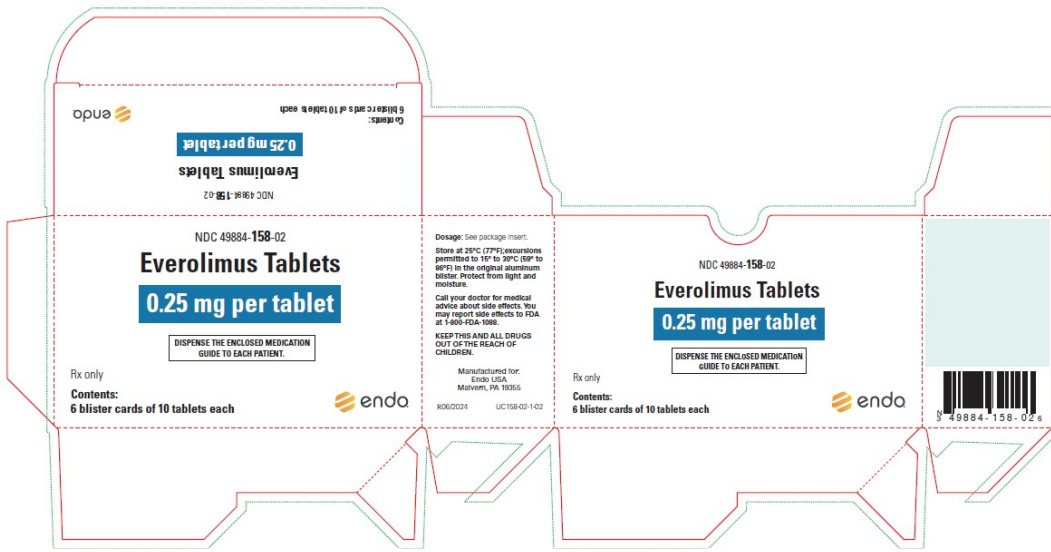 6 blister cards of 10 tablets each
Contents:
endo
0.25 mg per tablet
Everolimus Tablets
NDC 49884-158-02
NDC 49884-158-02
Everolimus Tablets
0.25 mg per tablet
DISPENSE THE ENCLOSED MEDICATION
GUIDE TO EACH PATIENT.
Rx only
Contents:
6 blister cards of 10 tablets each
endo
Dosage: See package insert.
Store at 25°C (77°F);excursions
permitted to 15° to 30°C (59° to
86°F) in the original aluminum
blister. Protect from light and
moisture.
Call your doctor for medical
advice about side effects. You
may report side effects to FDA
at 1-800-FDA-1088.
KEEP THIS AND ALL DRUGS
OUT OF THE REACH OF
CHILDREN.
Manufactured for:
Endo USA
Malvern, PA 19355
R06/2024 UC158-02-1-02
NDC 49884-158-02
Everolimus Tablets
0.25 mg per tablet
DISPENSE THE ENCLOSED MEDICATION
GUIDE TO EACH PATIENT.
Rx only
Contents:
6 blister cards of 10 tablets each
endo
N
3 49884-158-02 6